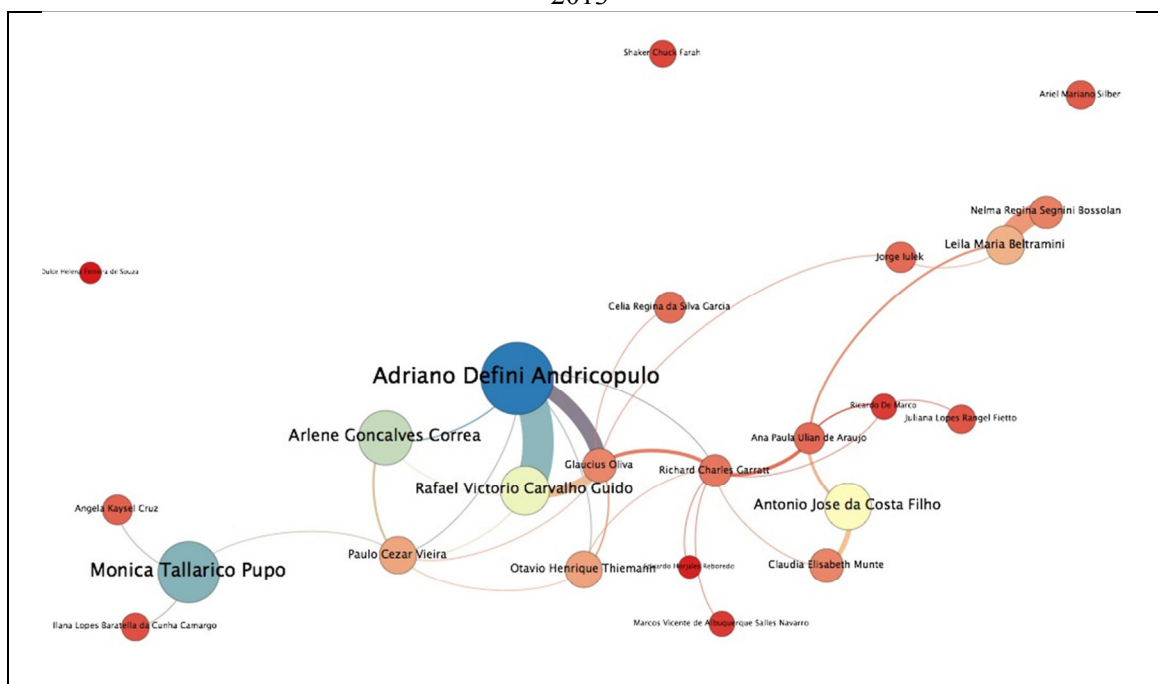 2013
Shaker Chuck Farah
Ariel Mariano Silber
Nelma Regina Segnini Bossolan
Leila Maria Beltramini
Jorge Iulek
Dulce Helena Ferreira de Souza
Celia Regina da Silva Garcia
Adriano Defini Andricopulo
Ricardo De Marco
Juliana Lopes Rangel Fietto
Arlene Goncalves Correa
Ana Paula Ulian de Araujo
Glaucius Oliva
Richard Charles Garratt
Rafael Victorio Carvalho Guido
Antonio Jose da Costa Filho
Angela Kaysel Cruz
Paulo Cezar Vieira
Monica Tallarico Pupo
Otavio Henrique Thiemann
Horjales Reboredo
Claudia Elisabeth Munte
Ilana Lopes Baratella da Cunha Camargo
Marcos Vicente de Albuquerque Salles Navarro